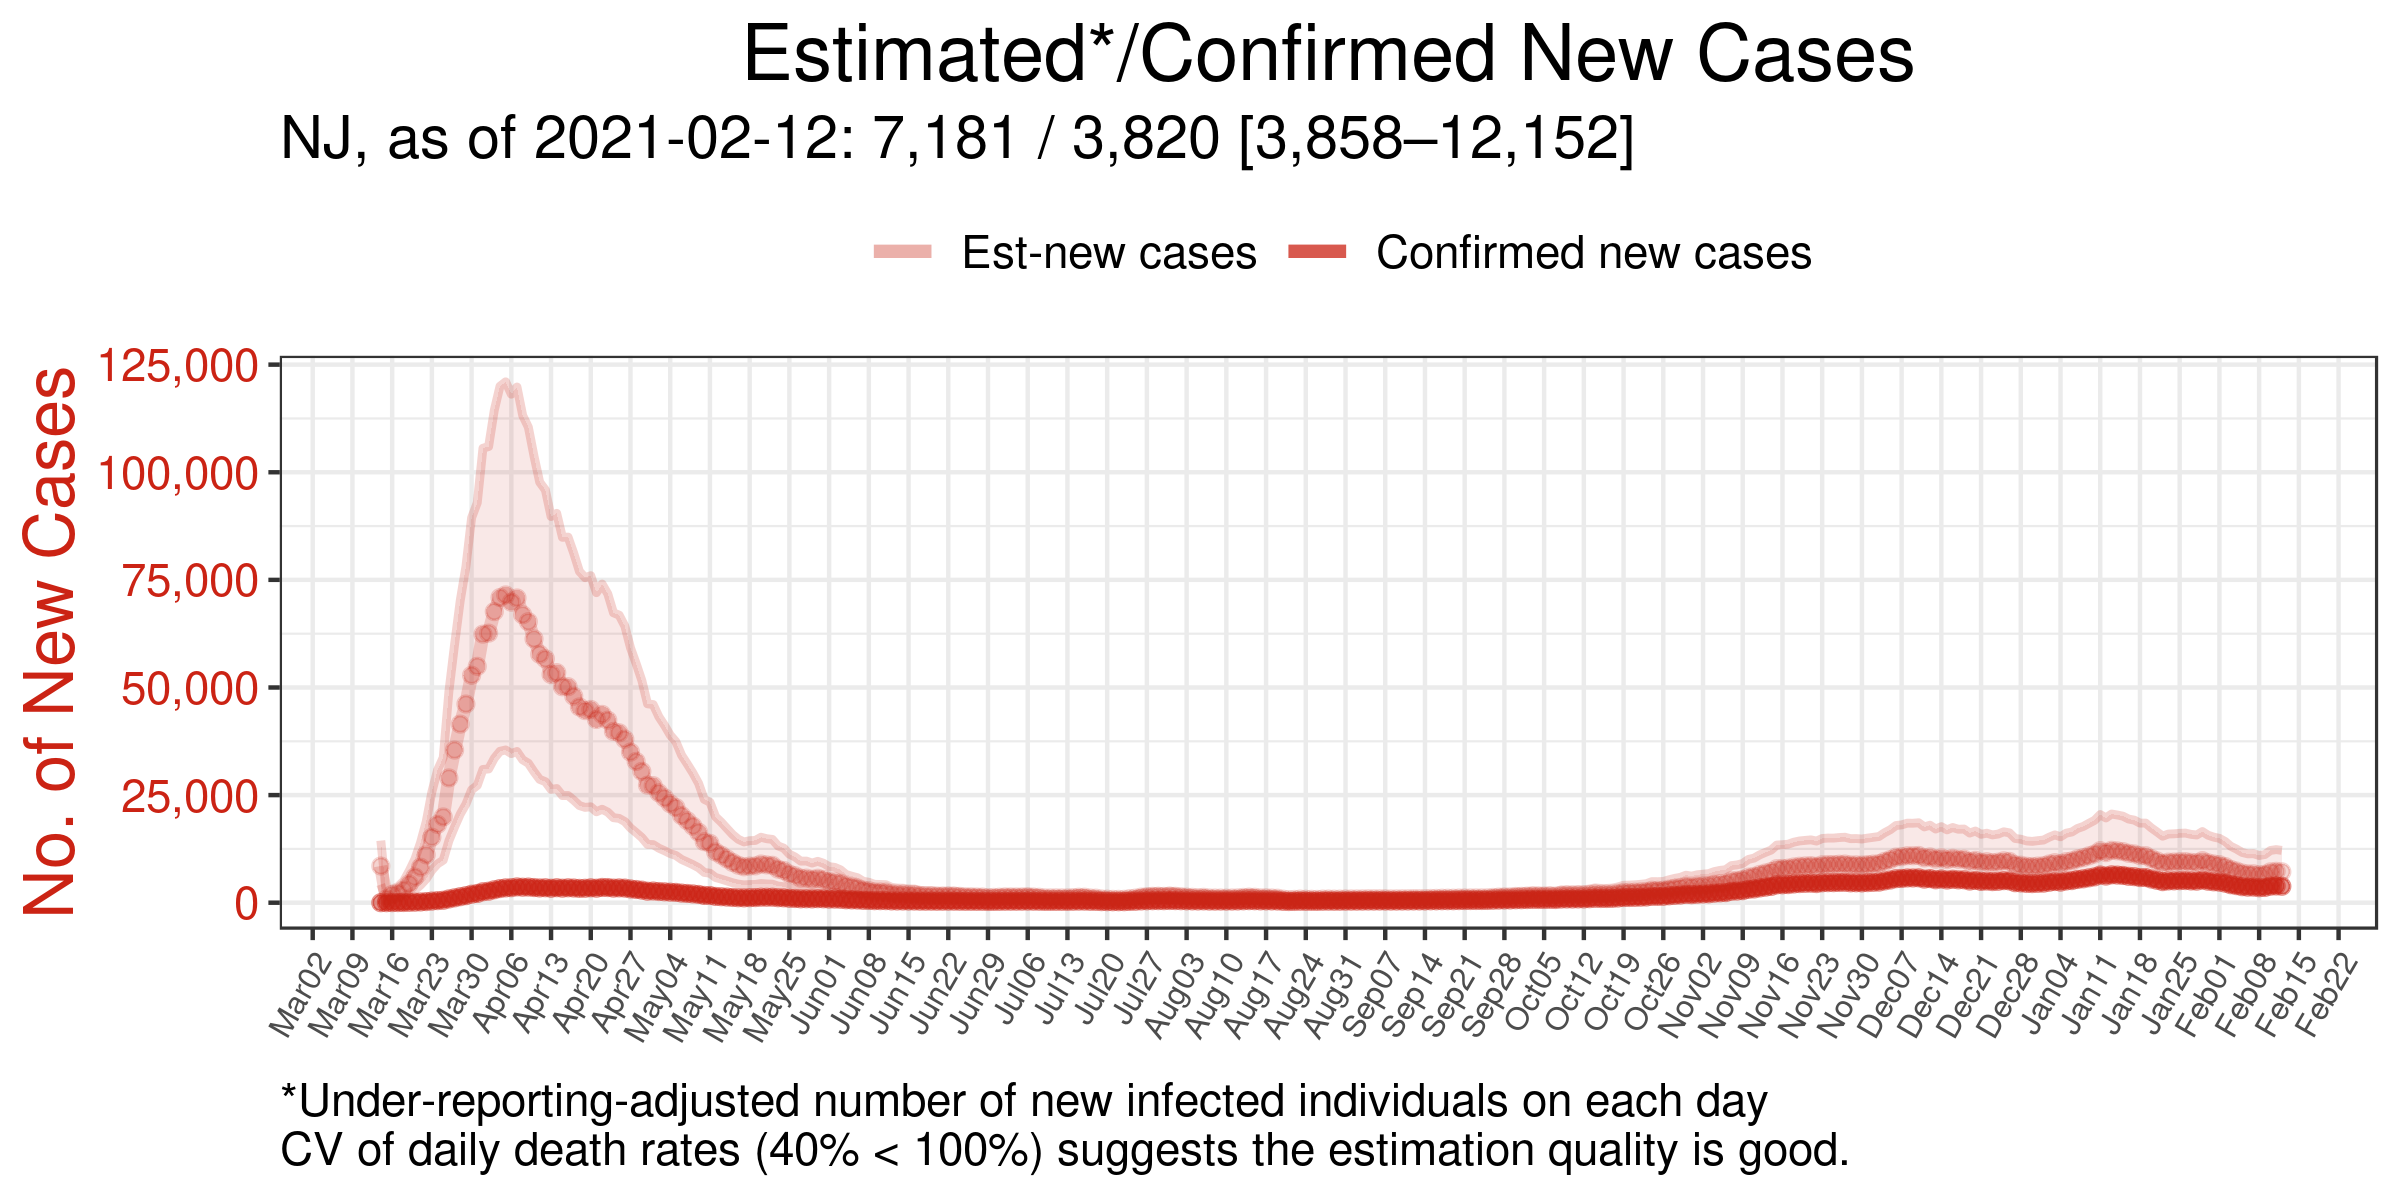 Estimated*/Confirmed New Cases
NJ, as of 2021-02-12: 7,181 / 3,820 [3,858–12,152]
Est-new cases Confirmed new cases
No. of New Cases
125,000
100,000
75,000
50,000
25,000
0
Mar02 Mar09 Mar16 Mar23 Mar30 Apr06 Apr13 Apr20 Apr27 May04 May11 May18 May25 Jun01 Jun08 Jun15 Jun22 Jun29 Jul06 Jul13 Jul20 Jul27 Aug03 Aug10 Aug17 Aug24 Aug31 Sep07 Sep14 Sep21 Sep28 Oct05 Oct12 Oct19 Oct26 Nov02 Nov09 Nov16 Nov23 Nov30 Dec07 Dec14 Dec21 Dec28 Jan04 Jan11 Jan18 Jan25 Feb01 Feb08 Feb15 Feb22
*Under-reporting-adjusted number of new infected individuals on each day
CV of daily death rates (40% < 100%) suggests the estimation quality is good.